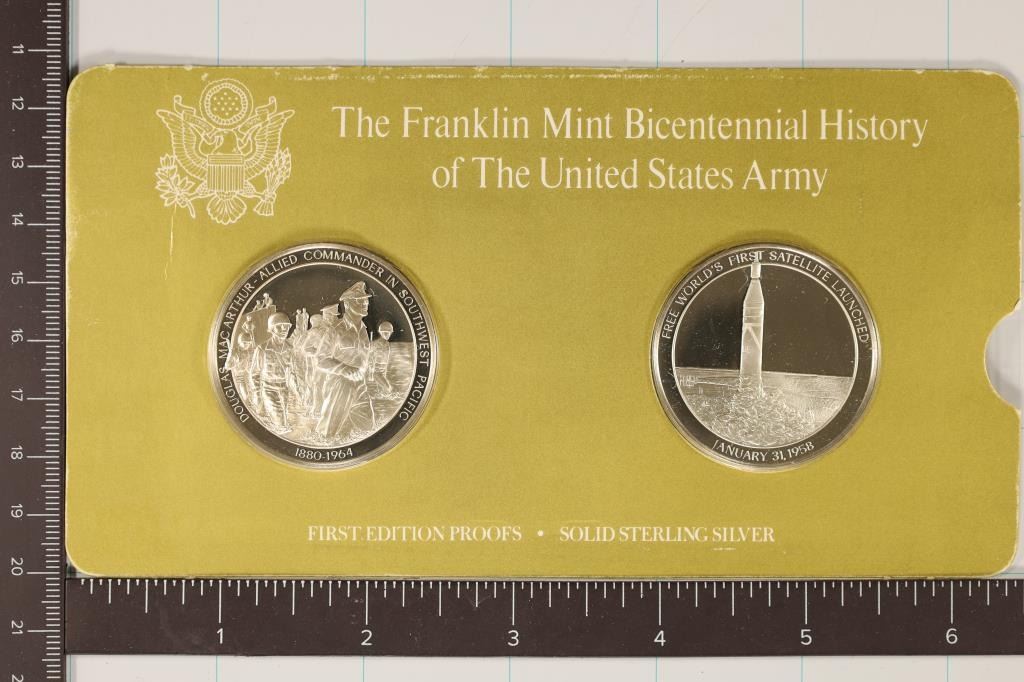 The Franklin Mint Bicentennial History
of The United States Army
DOUGLAS MAC ARTHUR - ALLIED COMMANDER IN SOUTHWEST PACIFIC
1880-1964
FREE WORLD'S FIRST SATELLITE LAUNCHED
JANUARY 31, 1958
FIRST EDITION PROOFS • SOLID STERLING SILVER
11
12
13
14
15
16
17
18
19
20
21
1 2 3 4 5 6